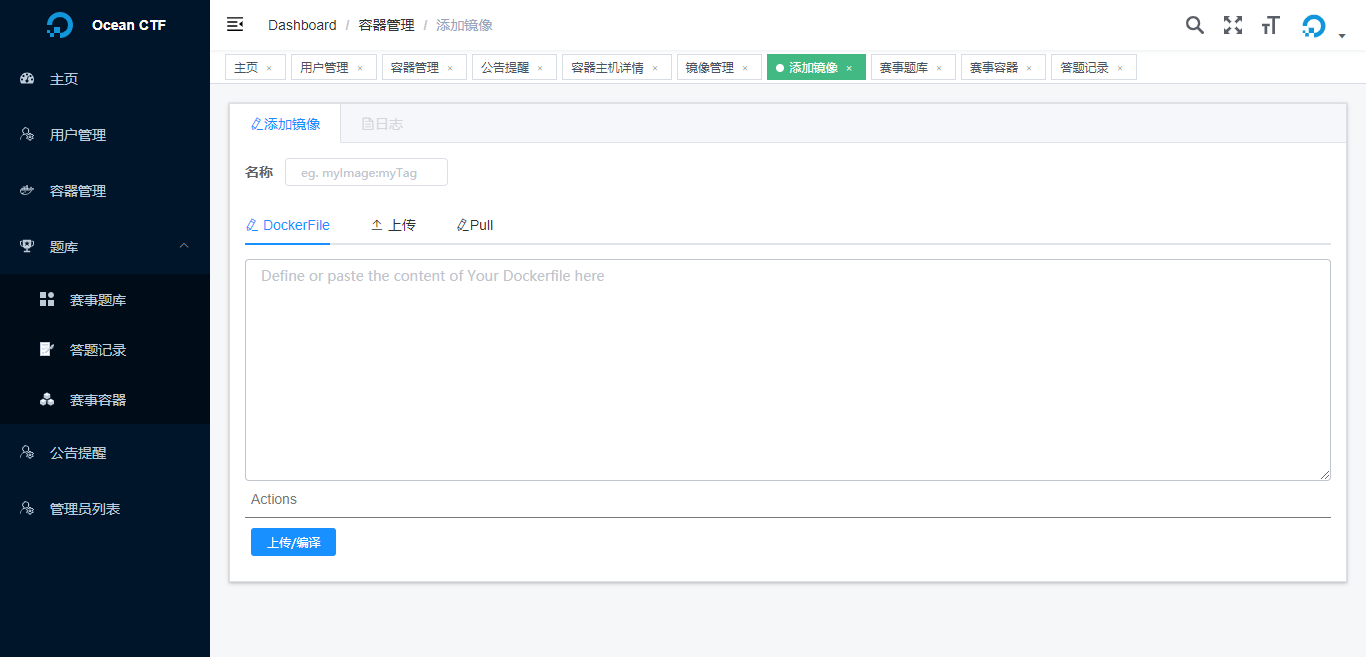 Ocean CTF
主页
用户管理
容器管理
题库
赛事题库
答题记录
赛事容器
公告提醒
管理员列表
Dashboard / 容器管理 / 添加镜像
主页 × 用户管理 × 容器管理 × 公告提醒 × 容器主机详情 × 镜像管理 × 添加镜像 × 赛事题库 × 赛事容器 × 答题记录 ×
添加镜像 日志
名称 eg. myImage:myTag
DockerFile 上传 Pull
Define or paste the content of Your Dockerfile here
Actions
上传/编译